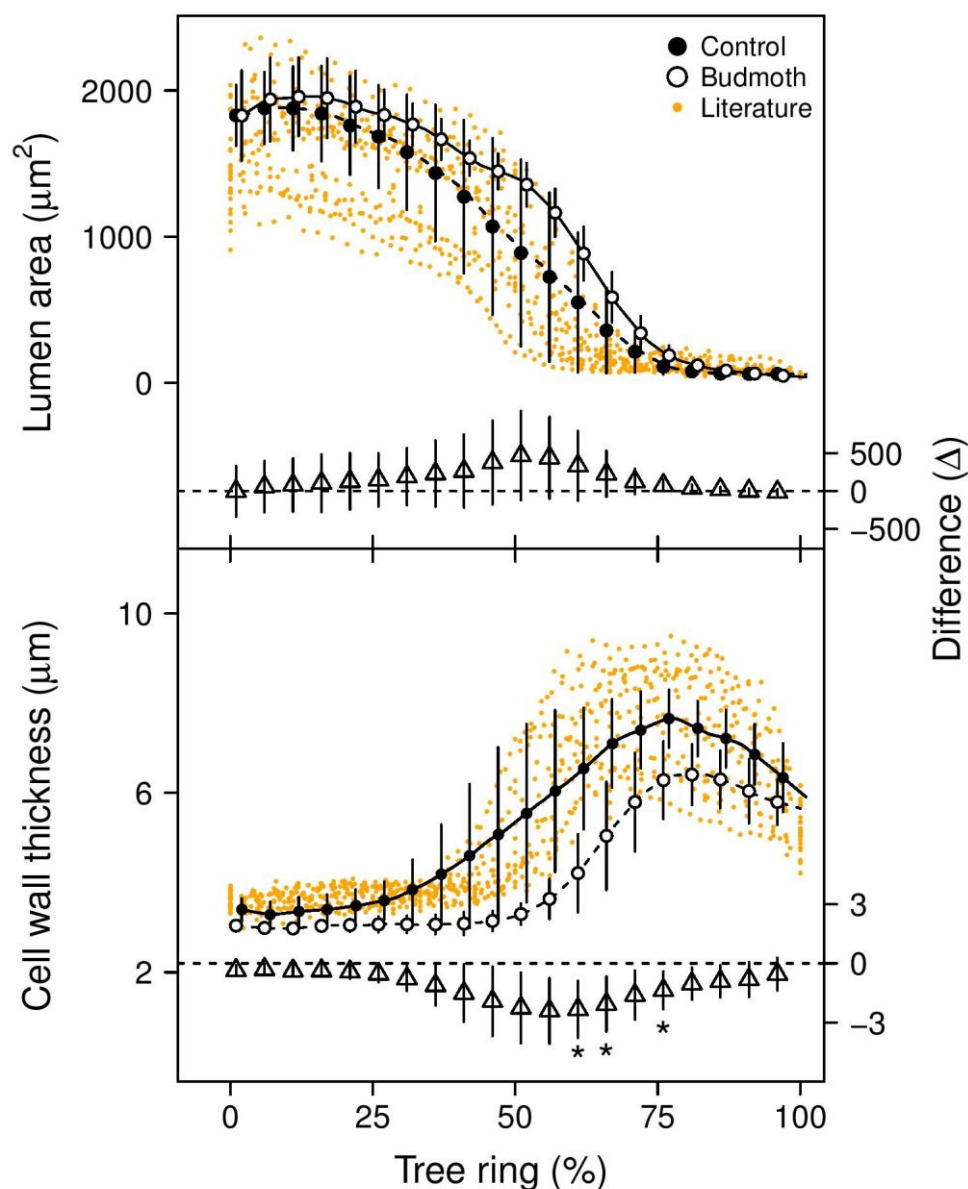 Control
Budmoth
Literature
2000
1000
0
Lumen area (μm²)
500
0
−500
Difference (Δ)
10
6
2
Cell wall thickness (μm)
3
0
−3
* * *
0 25 50 75 100
Tree ring (%)